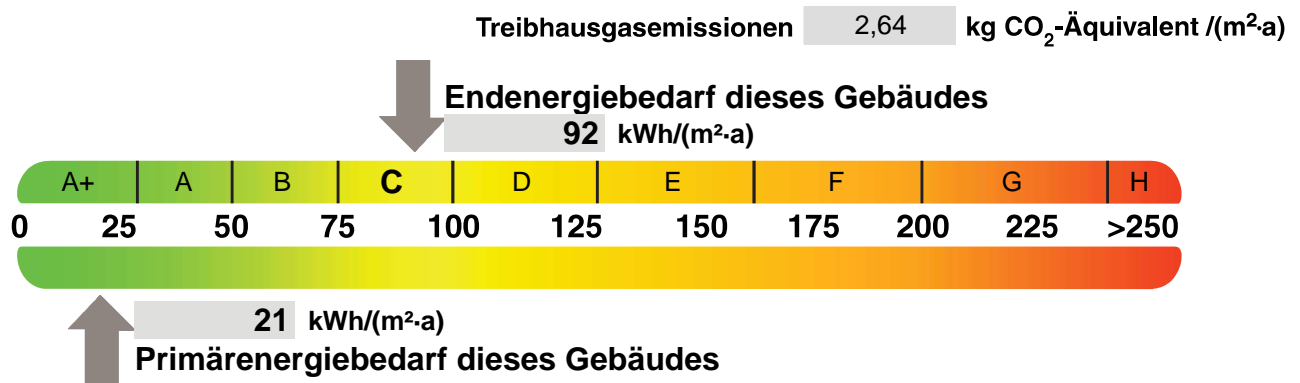 Treibhausgasemissionen 2,64 kg CO₂-Äquivalent /(m²·a)
Endenergiebedarf dieses Gebäudes
92 kWh/(m²·a)
A+ A B C D E F G H
0 25 50 75 100 125 150 175 200 225 >250
21 kWh/(m²·a)
Primärenergiebedarf dieses Gebäudes